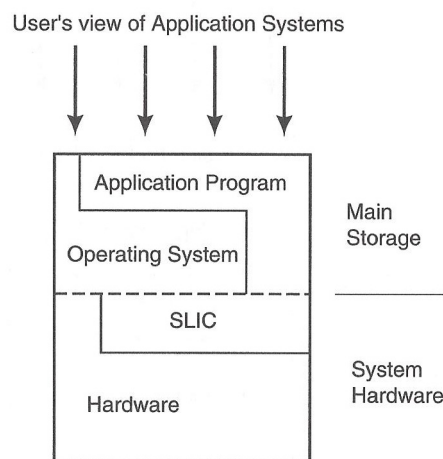 User's view of Application Systems
Application Program
Main
Storage
Operating System
SLIC
System
Hardware
Hardware